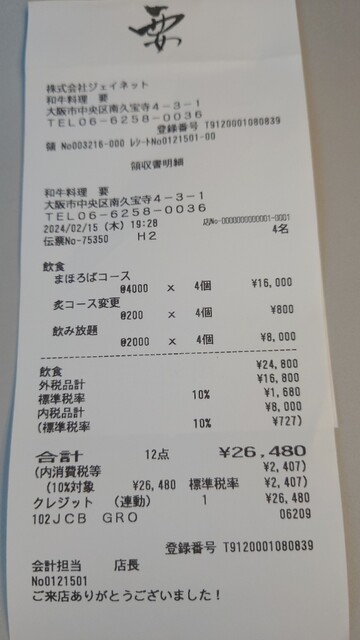 要
株式会社ジェイネット
和牛料理 要
大阪市中央区南久宝寺4-3-1
TEL06-6258-0036
登録番号 T9120001080839
領 No003216-000 レシートNo0121501-00
領収書明細
和牛料理 要
大阪市中央区南久宝寺4-3-1
TEL06-6258-0036
2024/02/15 (木) 19:28 店No-0000000000001-0001
伝票No-75350 H2 4名
飲食
まほろばコース
@4000 × 4個 ¥16,000
炙コース変更
@200 × 4個 ¥800
飲み放題
@2000 × 4個 ¥8,000
飲食 ¥24,800
外税品計 ¥16,800
標準税率 10% ¥1,680
内税品計 ¥8,000
(標準税率 10% ¥727)
合計 12点 ¥26,480
(内消費税等 ¥2,407)
(10%対象 ¥26,480 標準税率 ¥2,407)
クレジット (連動) 1 ¥26,480
102JCB GRO 06209
登録番号 T9120001080839
会計担当 店長
No0121501
ご来店ありがとうございました!